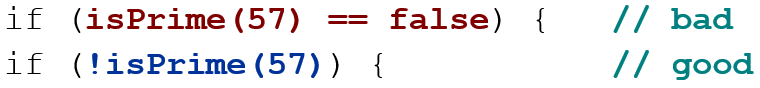 if (isPrime(57) == false) {   // bad
if (!isPrime(57)) {           // good